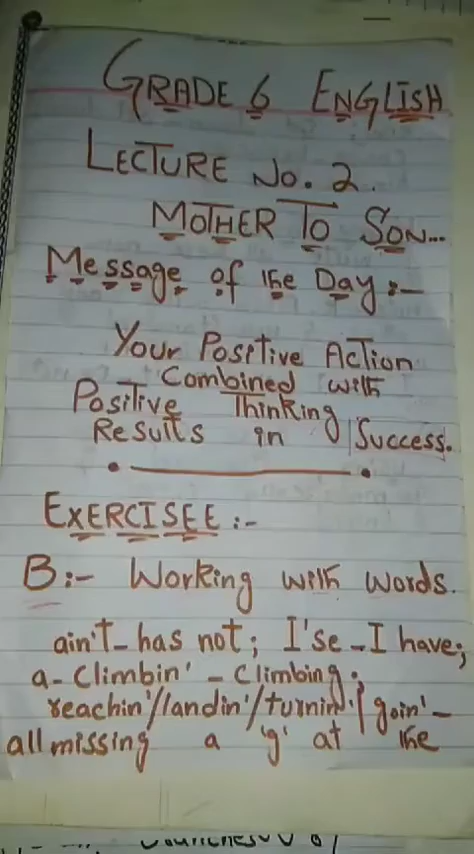 GRADE 6 ENGLISH
LECTURE No. 2.
MOTHER TO SON...
Message of the Day :-
Your Positive Action
Combined with
Positive Thinking
Results in Success.
EXERCISEE :-
B :- Working with words.
ain't - has not; I'se - I have;
a - climbin' - climbing;
reachin'/landin'/turnin'/goin' -
all missing a 'g' at the